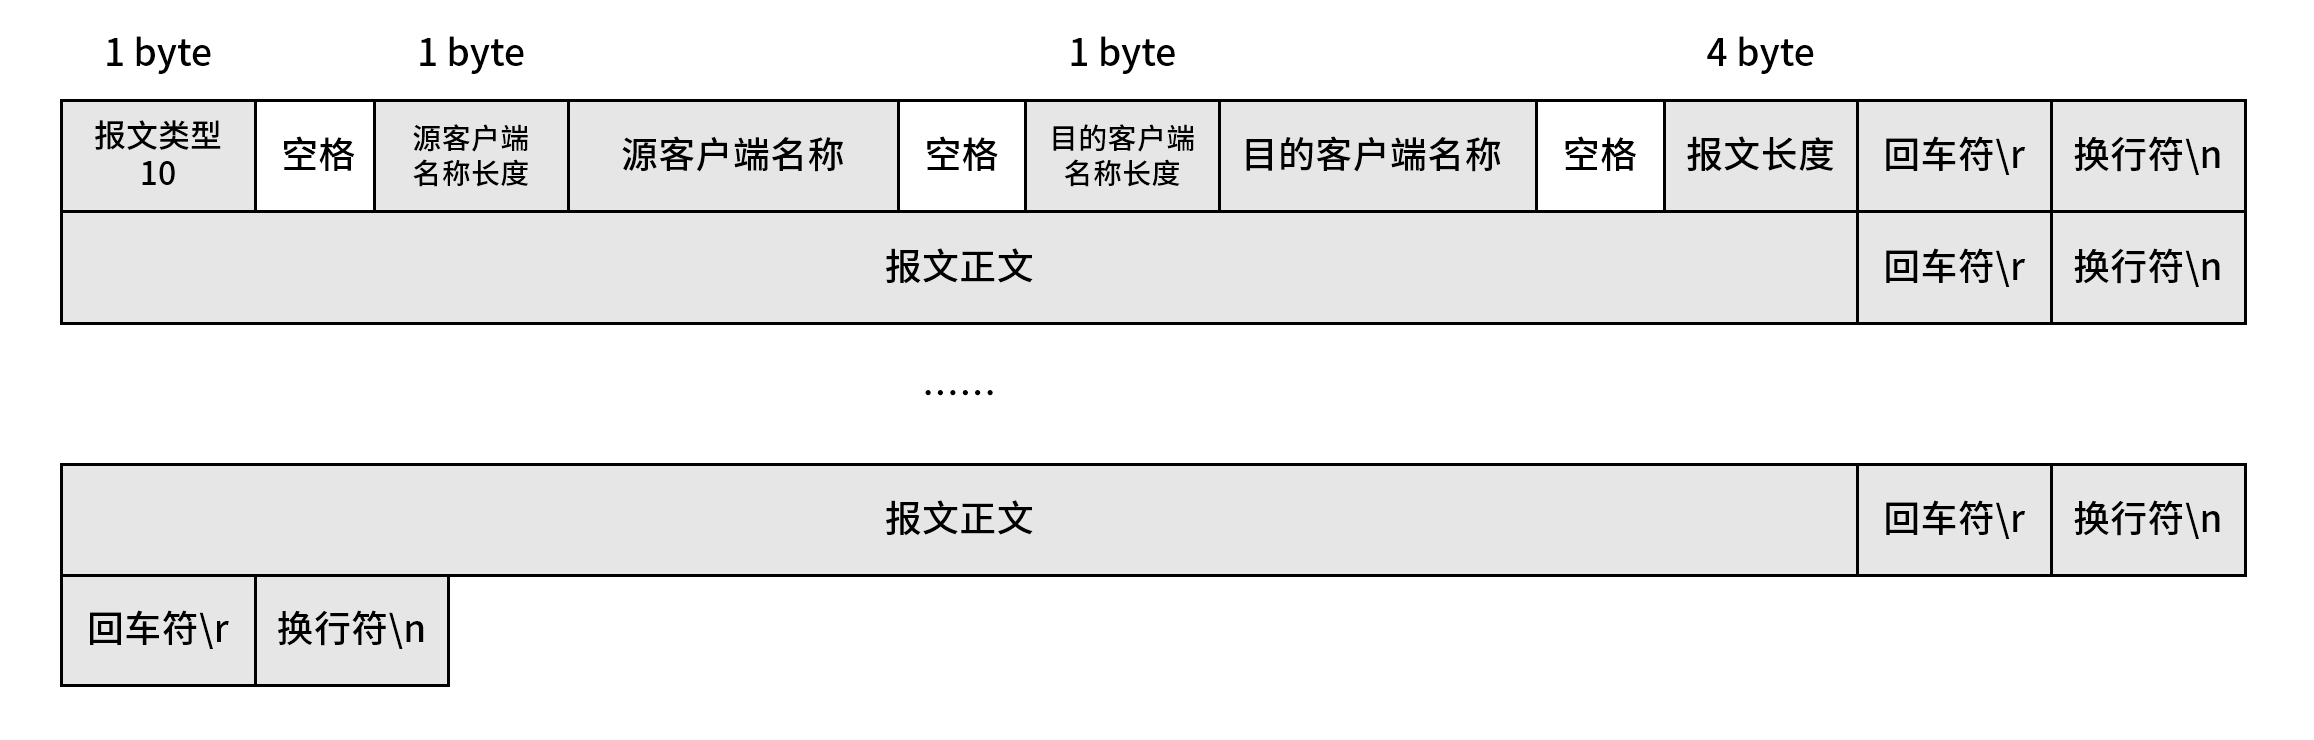 1 byte 1 byte 1 byte 4 byte
报文类型
10
空格
源客户端
名称长度
源客户端名称
空格
目的客户端
名称长度
目的客户端名称
空格
报文长度
回车符\r
换行符\n
报文正文
回车符\r
换行符\n
......
报文正文
回车符\r
换行符\n
回车符\r
换行符\n